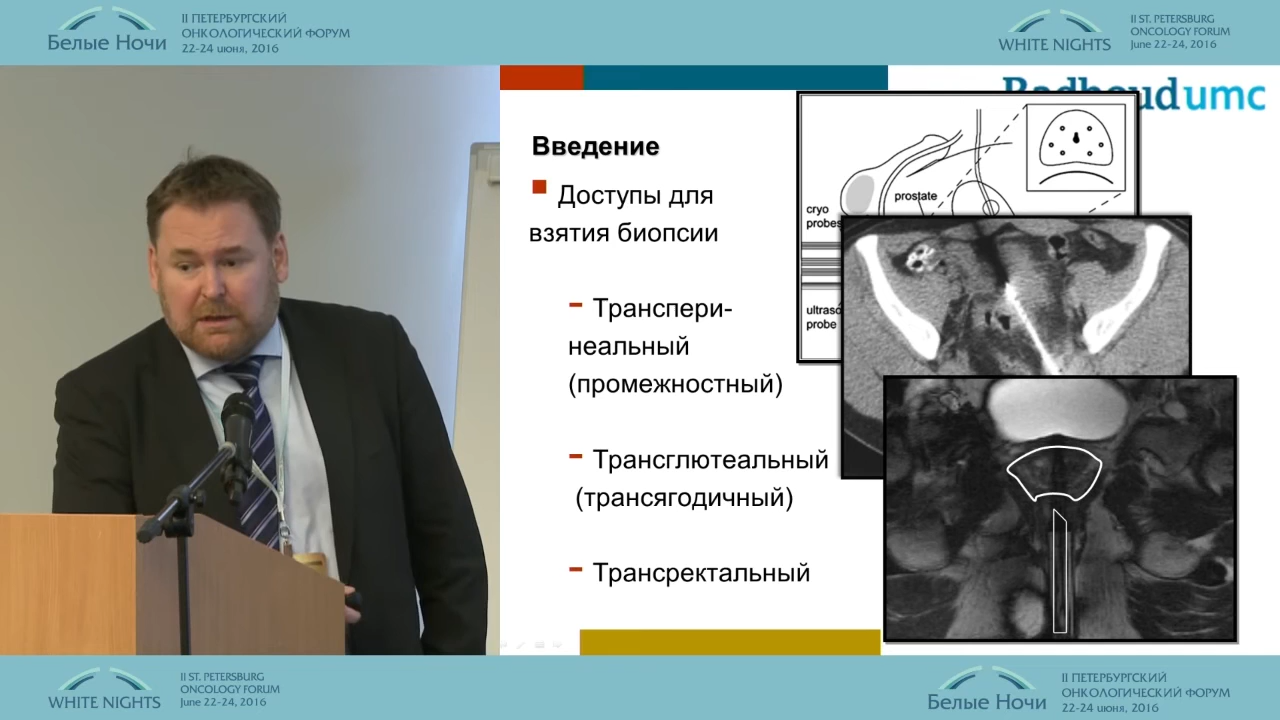 II ПЕТЕРБУРГСКИЙ
ОНКОЛОГИЧЕСКИЙ ФОРУМ
Белые Ночи
22-24 июня, 2016
II ST. PETERSBURG
ONCOLOGY FORUM
WHITE NIGHTS
June 22-24, 2016
Radboudumc
Введение
Доступы для
взятия биопсии
- Трансպери-
неальный
(промежностный)
- Трансглютеальный
(трансягодичный)
- Трансректальный
prostate
cryo
probes
ultraso
probe
II ST. PETERSBURG
ONCOLOGY FORUM
WHITE NIGHTS
June 22-24, 2016
II ПЕТЕРБУРГСКИЙ
ОНКОЛОГИЧЕСКИЙ ФОРУМ
Белые Ночи
22-24 июня, 2016